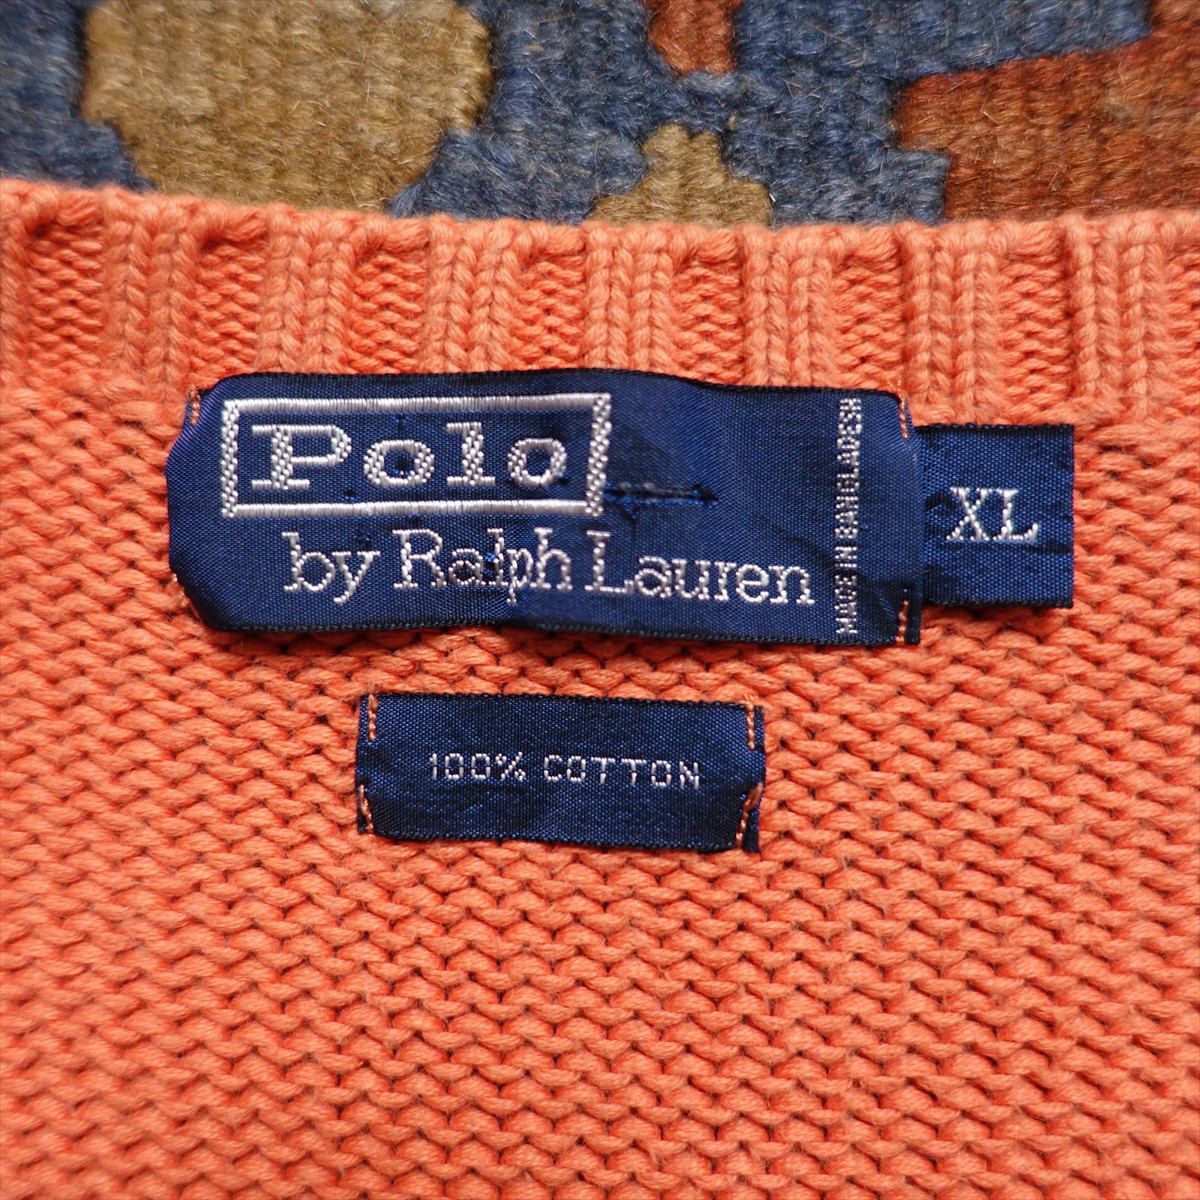 Polo
by Ralph Lauren
MADE IN BANGLADESH
XL
100% COTTON